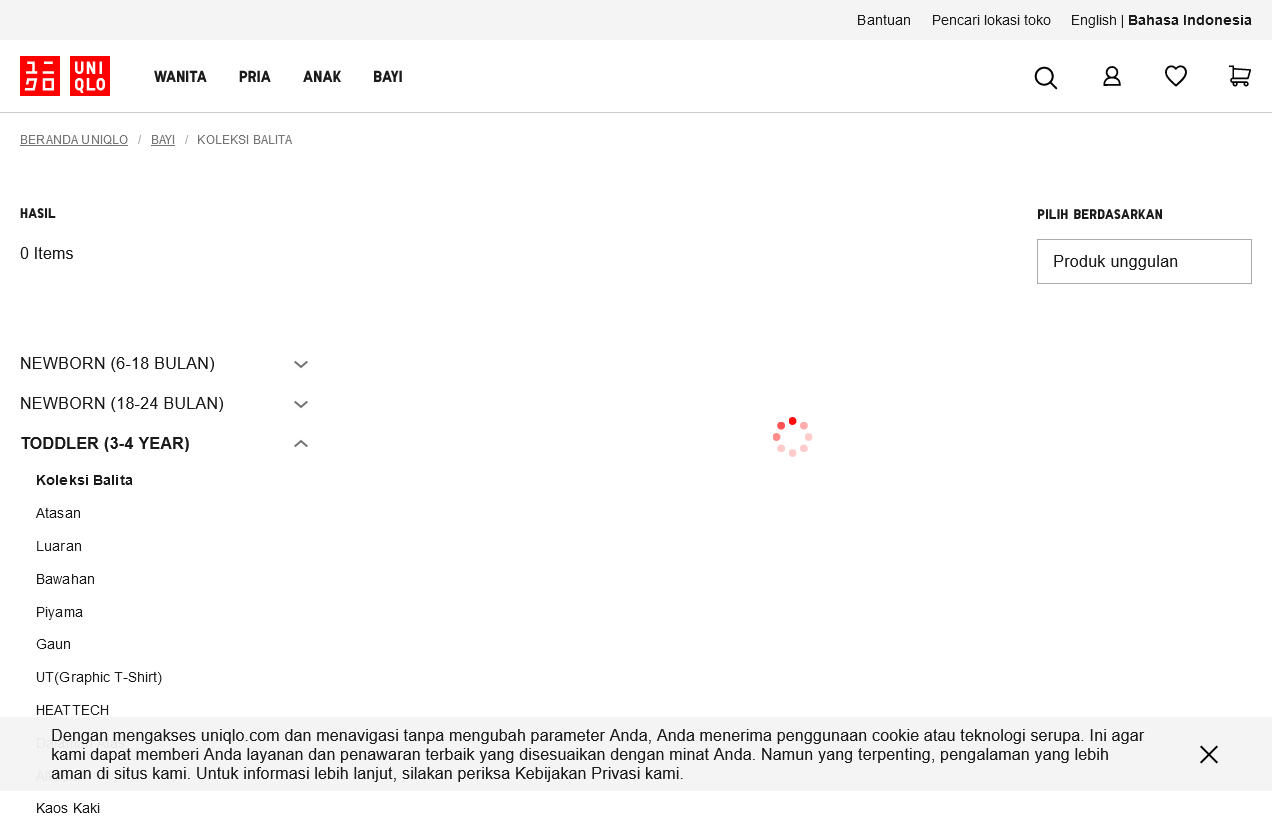 Bantuan Pencari lokasi toko English | Bahasa Indonesia
ユニクロ UNIQLO WANITA PRIA ANAK BAYI
BERANDA UNIQLO / BAYI / KOLEKSI BALITA
HASIL
PILIH BERDASARKAN
0 Items
Produk unggulan
NEWBORN (6-18 BULAN)
NEWBORN (18-24 BULAN)
TODDLER (3-4 YEAR)
Koleksi Balita
Atasan
Luaran
Bawahan
Piyama
Gaun
UT(Graphic T-Shirt)
HEATTECH
Dengan mengakses uniqlo.com dan menavigasi tanpa mengubah parameter Anda, Anda menerima penggunaan cookie atau teknologi serupa. Ini agar
kami dapat memberi Anda layanan dan penawaran terbaik yang disesuaikan dengan minat Anda. Namun yang terpenting, pengalaman yang lebih
aman di situs kami. Untuk informasi lebih lanjut, silakan periksa Kebijakan Privasi kami.
Kaos Kaki